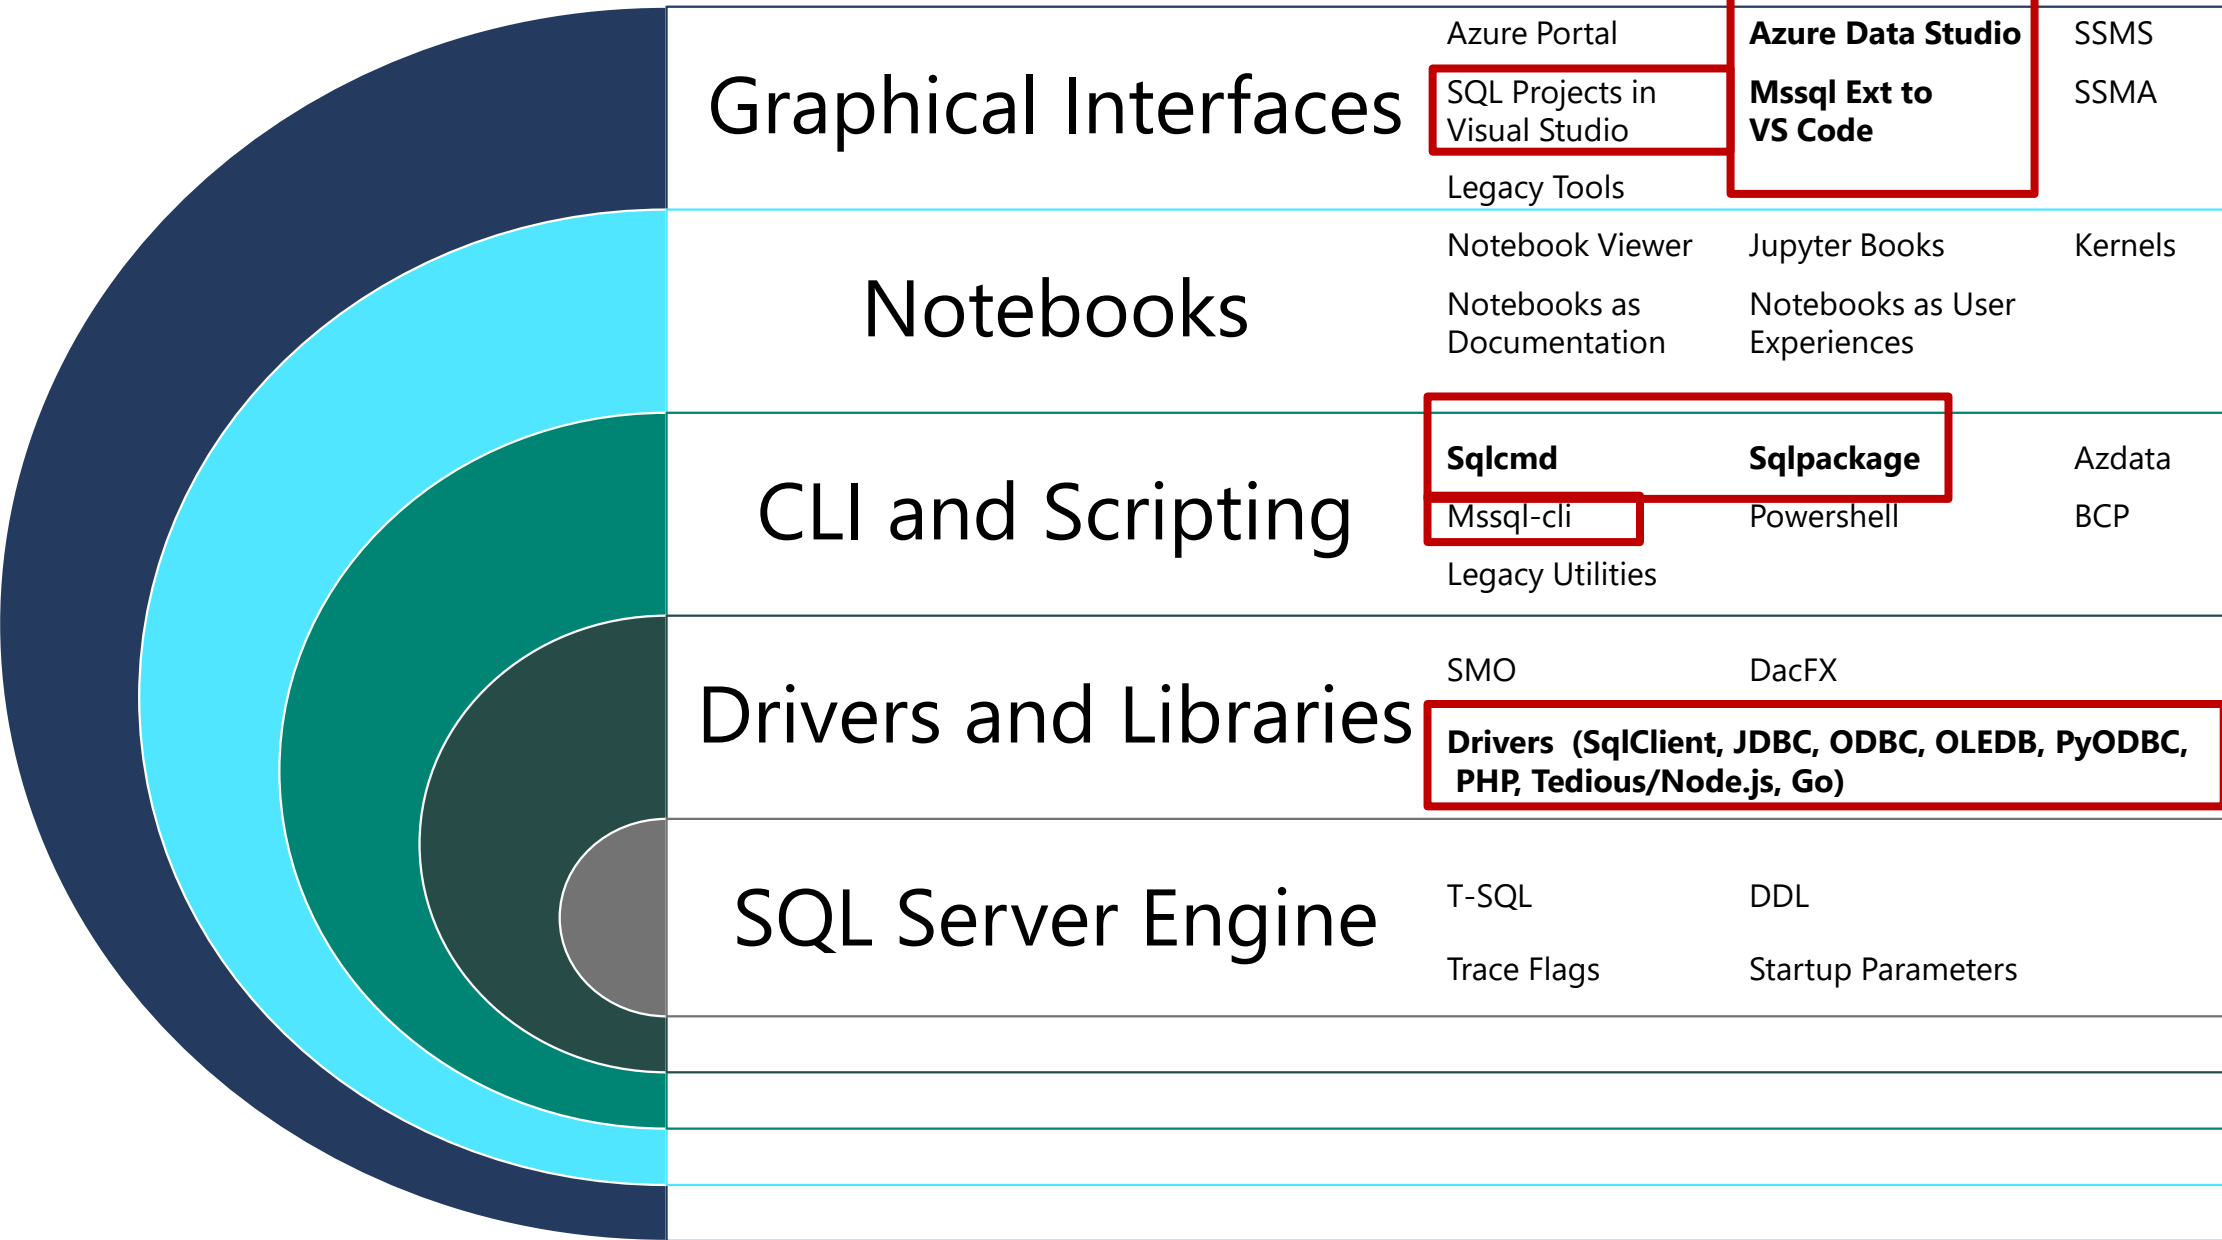 Graphical Interfaces
Azure Portal
Azure Data Studio
SSMS
SQL Projects in
Visual Studio
Mssql Ext to
VS Code
SSMA
Legacy Tools
Notebooks
Notebook Viewer
Jupyter Books
Kernels
Notebooks as
Documentation
Notebooks as User
Experiences
CLI and Scripting
Sqlcmd
Sqlpackage
Azdata
Mssql-cli
Powershell
BCP
Legacy Utilities
Drivers and Libraries
SMO
DacFX
Drivers (SqlClient, JDBC, ODBC, OLEDB, PyODBC,
PHP, Tedious/Node.js, Go)
SQL Server Engine
T-SQL
DDL
Trace Flags
Startup Parameters